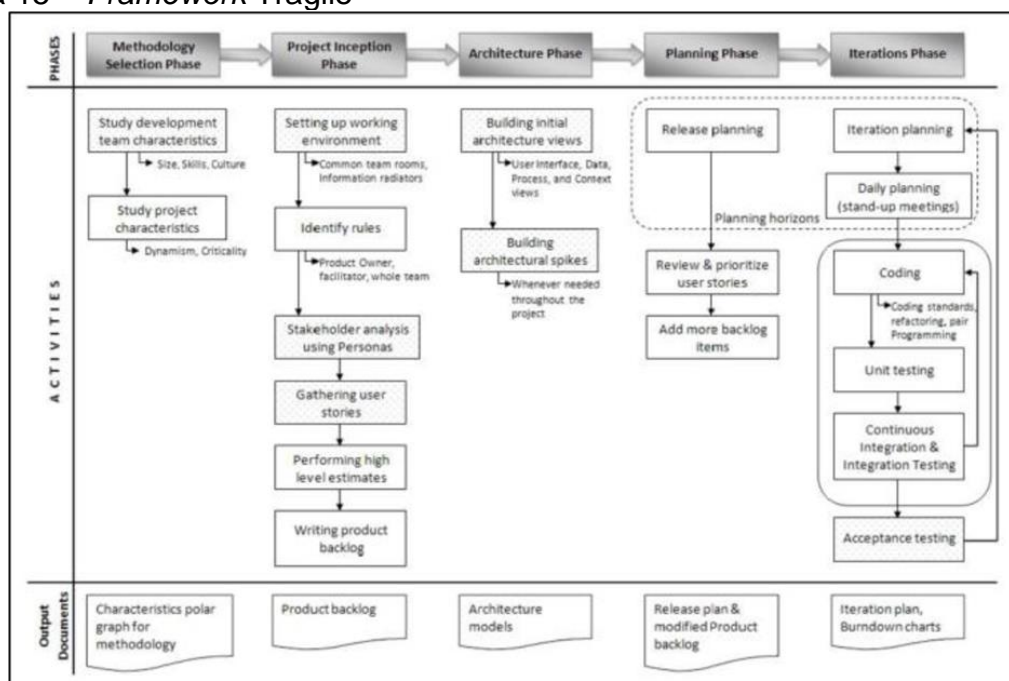 Framework
PHASES
Methodology
Selection Phase
Project Inception
Phase
Architecture Phase
Planning Phase
Iterations Phase
ACTIVITIES
Study development
team characteristics
Size, Skills, Culture
Study project
characteristics
Dynamism, Criticality
Setting up working
environment
Common team rooms,
Information radiators
Identify rules
Product Owner,
facilitator, whole team
Stakeholder analysis
using Personas
Gathering user
stories
Performing high
level estimates
Writing product
backlog
Building initial
architecture views
User Interface, Data,
Process, and Context
views
Building
architectural spikes
Whenever needed
throughout the
project
Release planning
Planning horizons
Review & prioritize
user stories
Add more backlog
items
Iteration planning
Daily planning
(stand-up meetings)
Coding
Coding standards,
refactoring, pair
Programming
Unit testing
Continuous
Integration &
Integration Testing
Acceptance testing
Output
Documents
Characteristics polar
graph for
methodology
Product backlog
Architecture
models
Release plan &
modified Product
backlog
Iteration plan,
Burndown charts